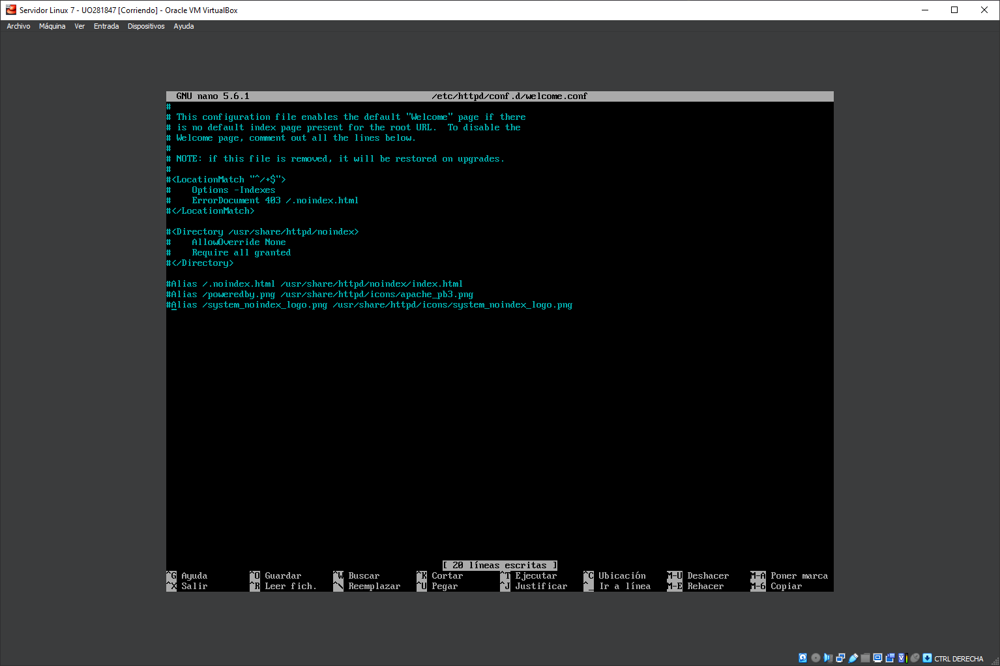 Servidor Linux 7 - UO281847 [Corriendo] - Oracle VM VirtualBox
Archivo Máquina Ver Entrada Dispositivos Ayuda
GNU nano 5.6.1 /etc/httpd/conf.d/welcome.conf
#
# This configuration file enables the default "Welcome" page if there
# is no default index page present for the root URL.  To disable the
# Welcome page, comment out all the lines below.
#
# NOTE: if this file is removed, it will be restored on upgrades.
#
#<LocationMatch "^/+$">
#    Options -Indexes
#    ErrorDocument 403 /.noindex.html
#</LocationMatch>
#<Directory /usr/share/httpd/noindex>
#    AllowOverride None
#    Require all granted
#</Directory>
#Alias /.noindex.html /usr/share/httpd/noindex/index.html
#Alias /poweredby.png /usr/share/httpd/icons/apache_pb3.png
#Alias /system_noindex_logo.png /usr/share/httpd/icons/system_noindex_logo.png
[ 20 líneas escritas ]
^G Ayuda ^O Guardar ^W Buscar ^K Cortar ^T Ejecutar ^C Ubicación M-U Deshacer M-A Poner marca
^X Salir ^R Leer fich. ^\ Reemplazar ^U Pegar ^J Justificar ^_ Ir a línea M-E Rehacer M-6 Copiar
CTRL DERECHA